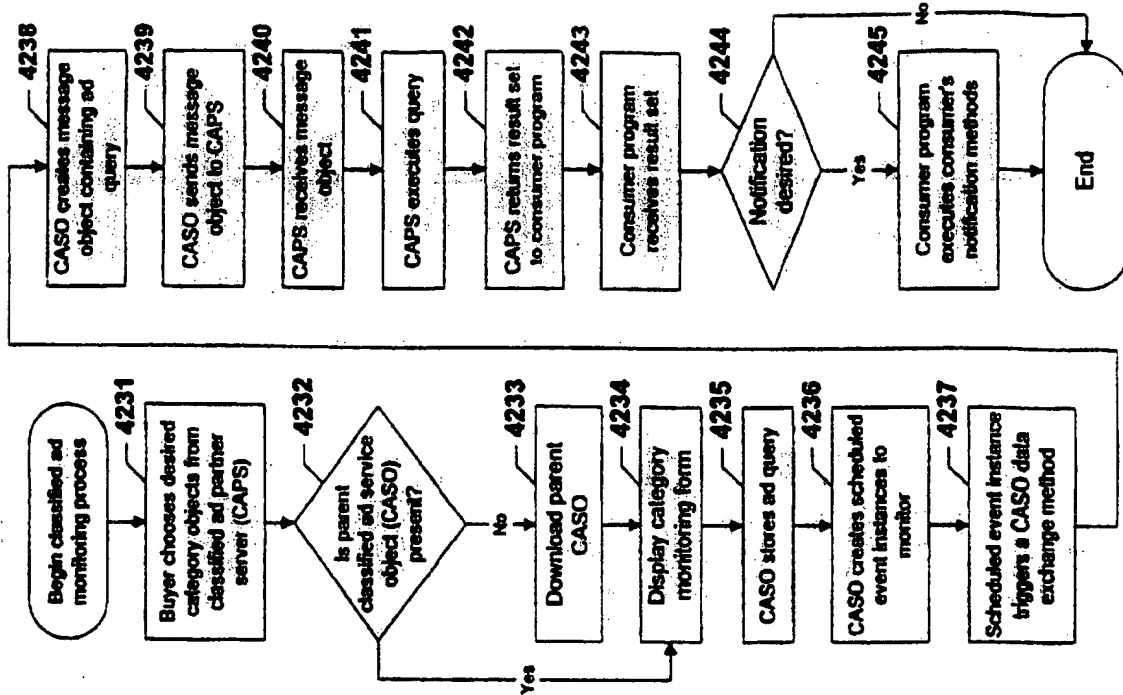 Begin classified ad
monitoring process
4231
Buyer chooses desired
category objects from
classified ad partner
server (CAPS)
4232
Is parent
classified ad service
object (CASO)
present?
Yes
No
4233
Download parent
CASO
4234
Display category
monitoring form
4235
CASO stores ad query
4236
CASO creates scheduled
event instances to
monitor
4237
Scheduled event instance
triggers a CASO data
exchange method
4238
CASO creates message
object containing ad
query
4239
CASO sends message
object to CAPS
4240
CAPS receives message
object
4241
CAPS executes query
4242
CAPS returns result set
to consumer program
4243
Consumer program
receives result set
4244
Notification
desired?
No
Yes
4245
Consumer program
executes consumer's
notification methods
End